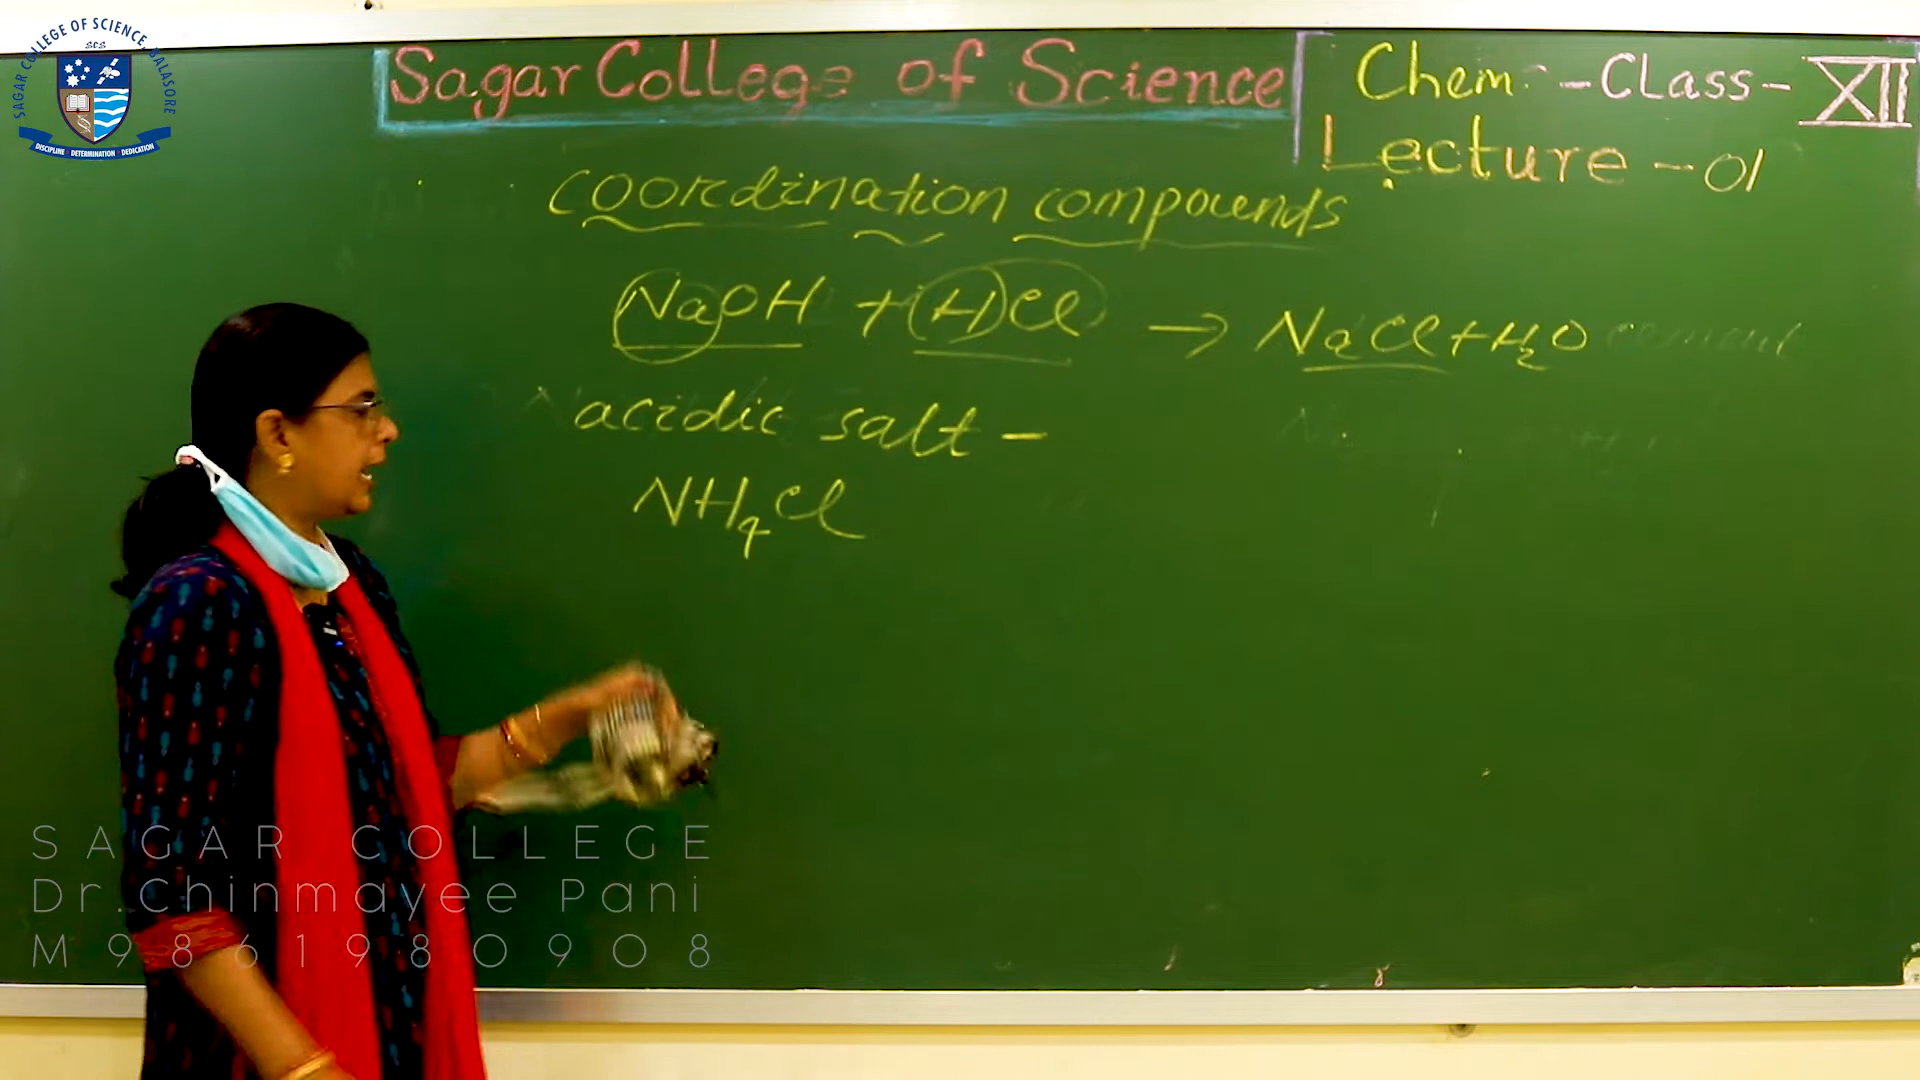 SAGAR COLLEGE OF SCIENCE, BALASORE
SCS
DISCIPLINE DETERMINATION DEDICATION
Sagar College of Science
Chem - Class - XII
Lecture - 01
coordination compounds
NaOH + HCl → NaCl + H₂O
acidic salt -
NH₄Cl
SAGAR COLLEGE
Dr.Chinmayee Pani
M 9861980908